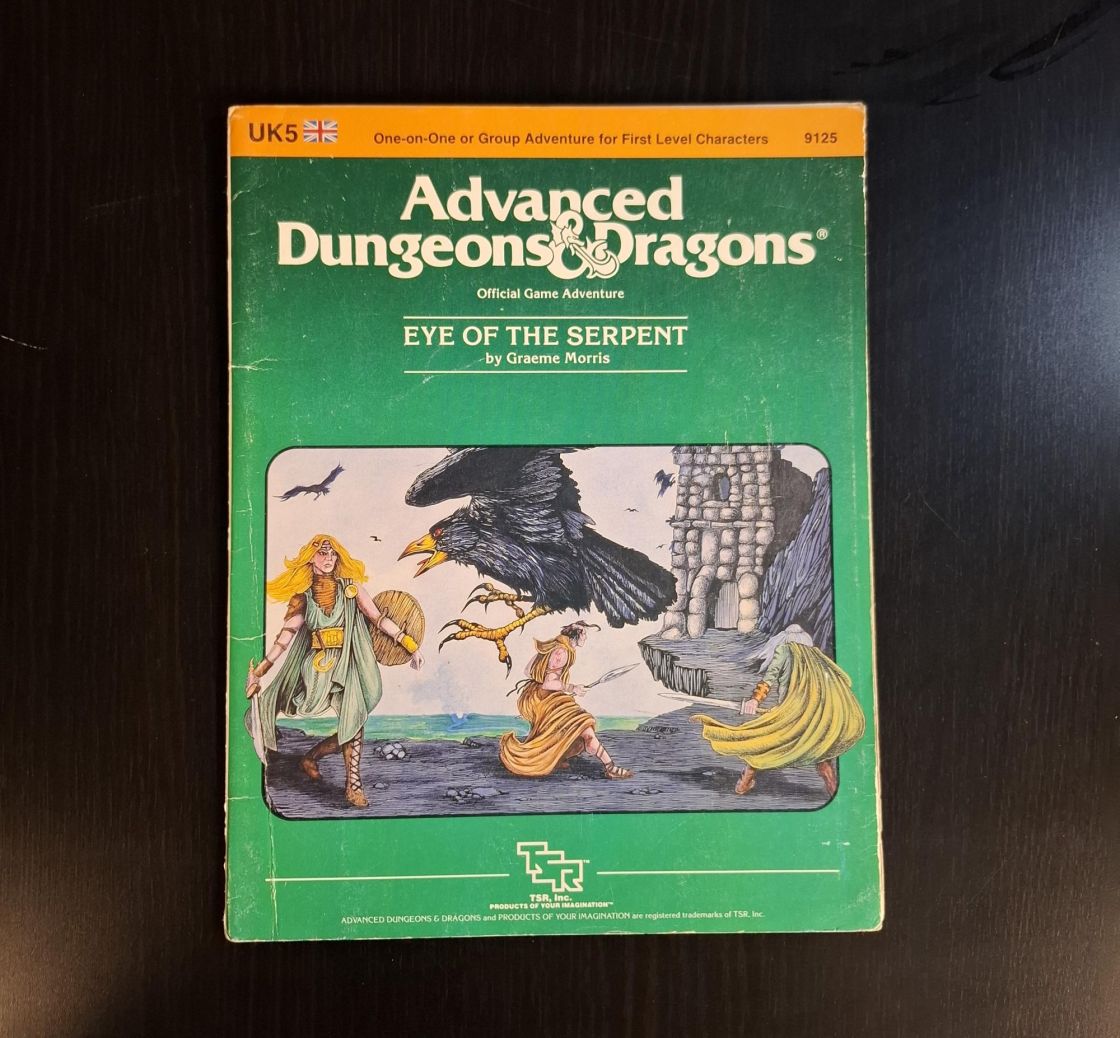 UK5
One-on-One or Group Adventure for First Level Characters
9125
Advanced
Dungeons & Dragons®
Official Game Adventure
EYE OF THE SERPENT
by Graeme Morris
TSR™
TSR, Inc.
PRODUCTS OF YOUR IMAGINATION™
ADVANCED DUNGEONS & DRAGONS and PRODUCTS OF YOUR IMAGINATION are registered trademarks of TSR, Inc.